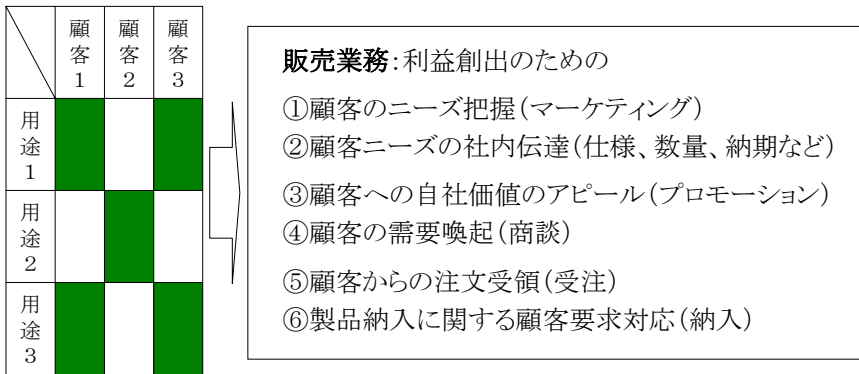 顧客1
顧客2
顧客3
用途1
用途2
用途3
販売業務:利益創出のための
①顧客のニーズ把握(マーケティング)
②顧客ニーズの社内伝達(仕様、数量、納期など)
③顧客への自社価値のアピール(プロモーション)
④顧客の需要喚起(商談)
⑤顧客からの注文受領(受注)
⑥製品納入に関する顧客要求対応(納入)